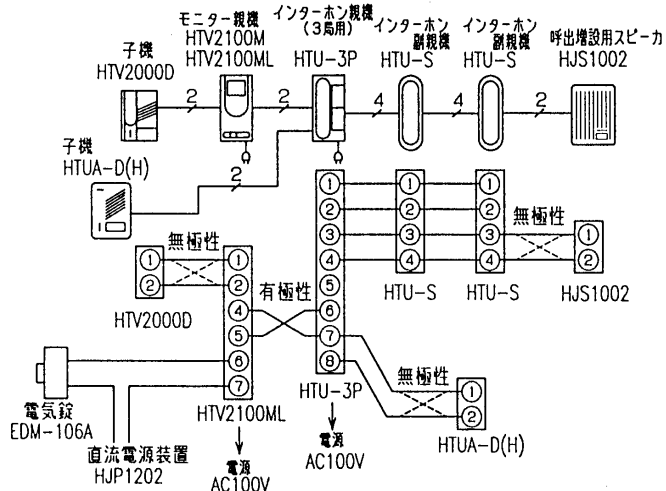 子機
HTV2000D
モニター親機
HTV2100M
HTV2100ML
インターホン親機
(3局用)
HTU-3P
インターホン
副親機
HTU-S
インターホン
副親機
HTU-S
呼出増設用スピーカ
HJS1002
2
2
4
4
2
子機
HTUA-D(H)
2
無極性
1
2
HTV2000D
1
2
4
5
6
7
HTV2100ML
電源
AC100V
有極性
1
2
3
4
5
6
7
8
HTU-3P
電源
AC100V
1
2
3
4
HTU-S
1
2
3
4
HTU-S
無極性
1
2
HJS1002
無極性
1
2
HTUA-D(H)
電気錠
EDM-106A
直流電源装置
HJP1202